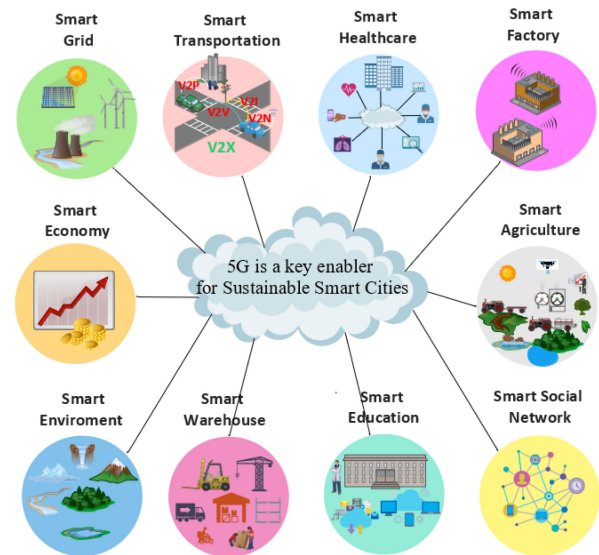 Smart
Grid
Smart
Transportation
Smart
Healthcare
Smart
Factory
V2P
V2I
V2V
V2N
V2X
Smart
Economy
5G is a key enabler
for Sustainable Smart Cities
Smart
Agriculture
Smart
Enviroment
Smart
Warehouse
Smart
Education
Smart Social
Network